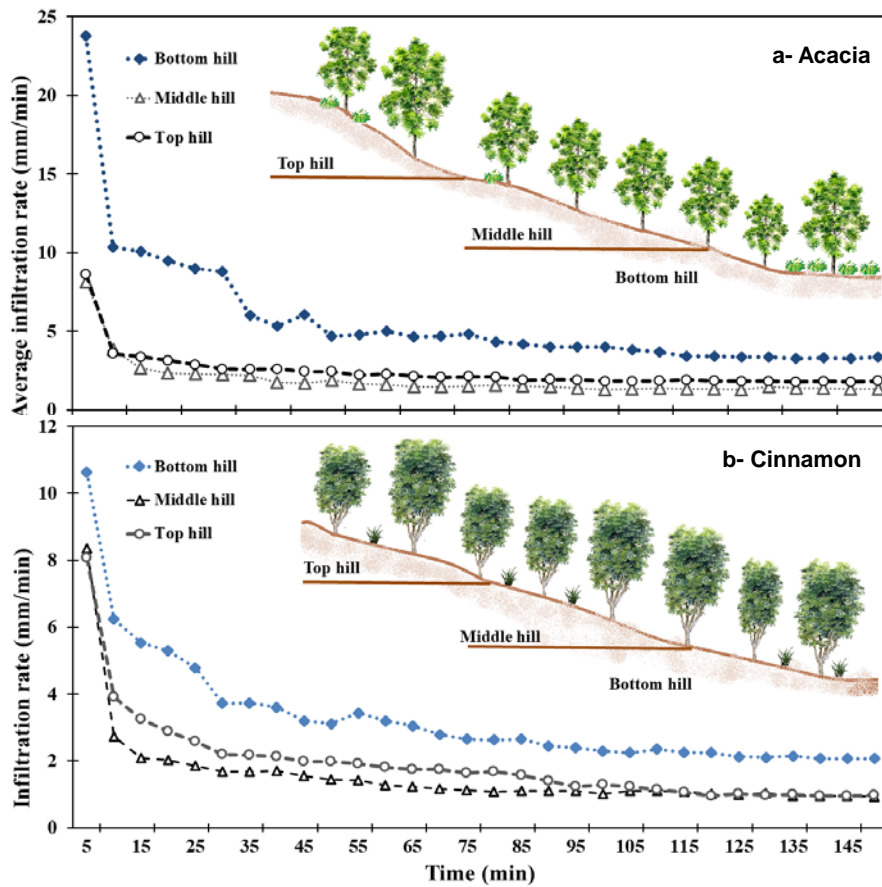 Average infiltration rate (mm/min)
25
20
15
10
5
0
Bottom hill
Middle hill
Top hill
a- Acacia
Top hill
Middle hill
Bottom hill
Infiltration rate (mm/min)
12
10
8
6
4
2
0
Bottom hill
Middle hill
Top hill
b- Cinnamon
Top hill
Middle hill
Bottom hill
5 15 25 35 45 55 65 75 85 95 105 115 125 135 145
Time (min)